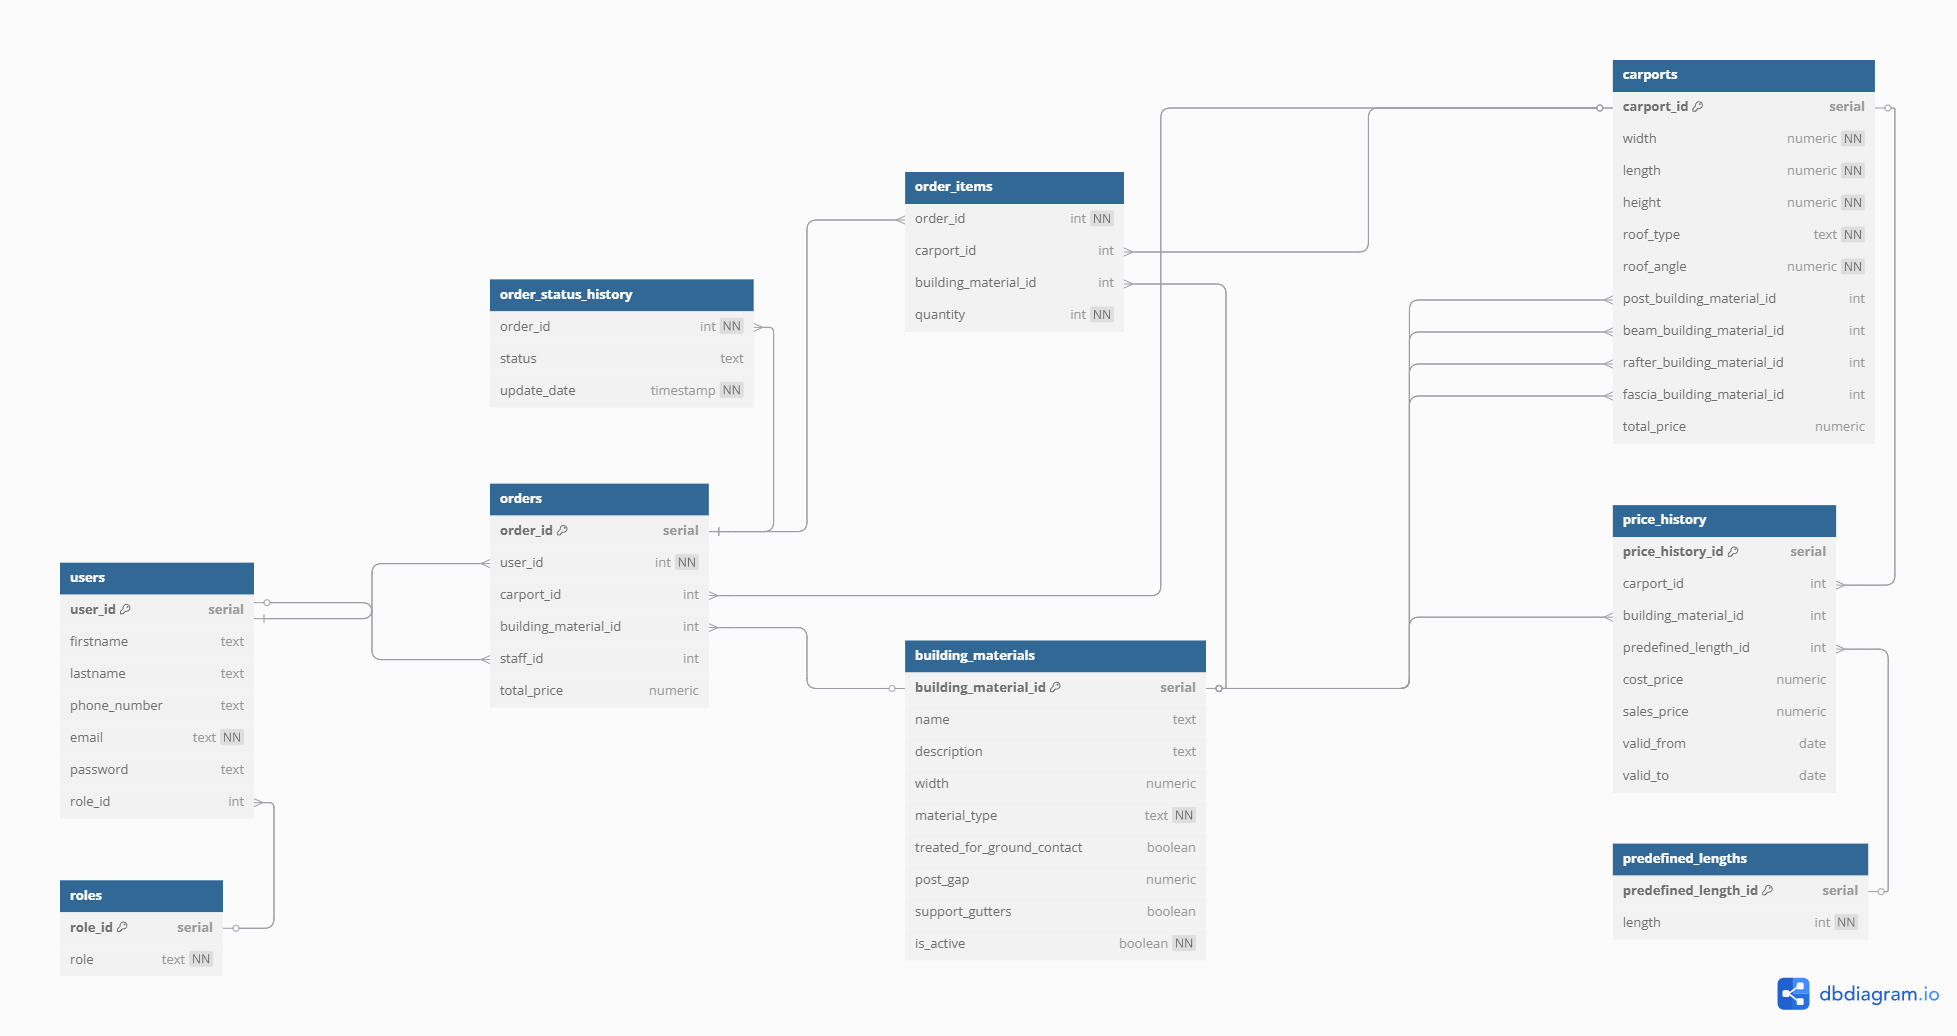 carports
carport_id serial
width numeric NN
length numeric NN
height numeric NN
roof_type text NN
roof_angle numeric NN
post_building_material_id int
beam_building_material_id int
rafter_building_material_id int
fascia_building_material_id int
total_price numeric
order_items
order_id int NN
carport_id int
building_material_id int
quantity int NN
order_status_history
order_id int NN
status text
update_date timestamp NN
orders
order_id serial
user_id int NN
carport_id int
building_material_id int
staff_id int
total_price numeric
price_history
price_history_id serial
carport_id int
building_material_id int
predefined_length_id int
cost_price numeric
sales_price numeric
valid_from date
valid_to date
users
user_id serial
firstname text
lastname text
phone_number text
email text NN
password text
role_id int
building_materials
building_material_id serial
name text
description text
width numeric
material_type text NN
treated_for_ground_contact boolean
post_gap numeric
support_gutters boolean
is_active boolean NN
predefined_lengths
predefined_length_id serial
length int NN
roles
role_id serial
role text NN
dbdiagram.io